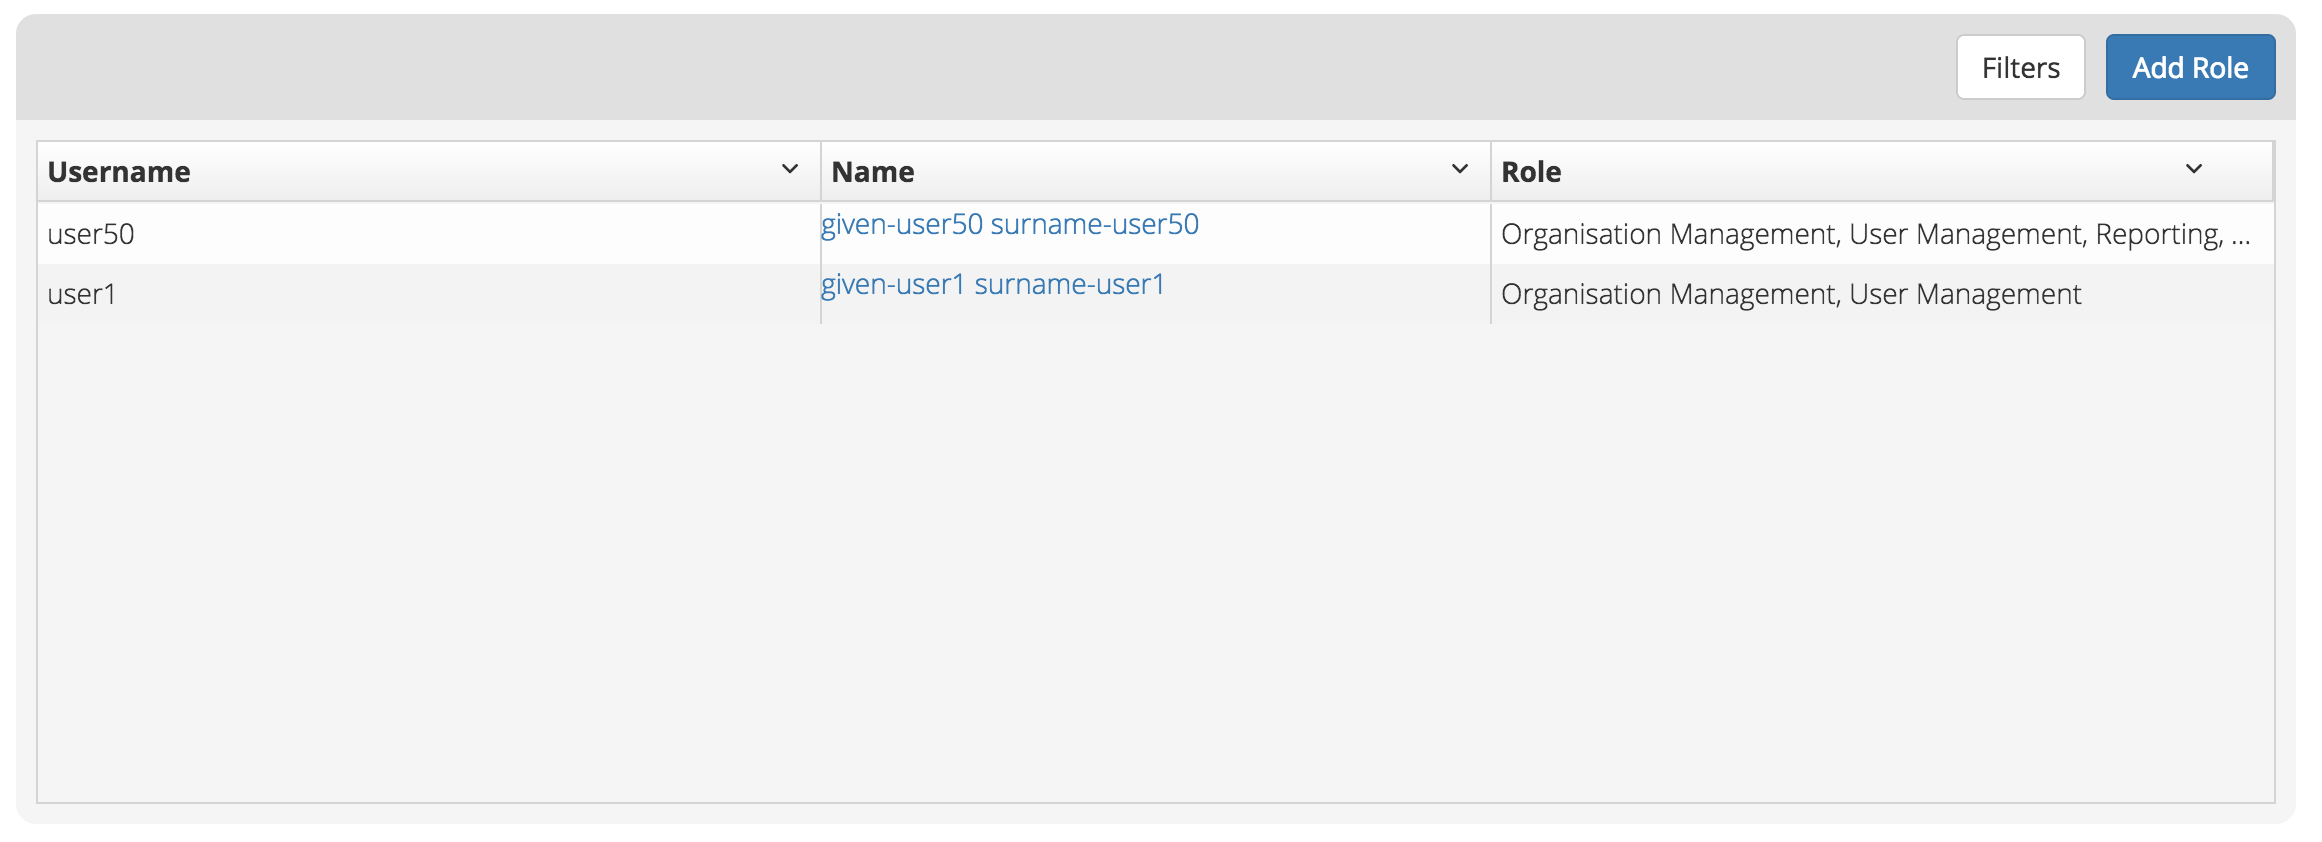 Filters Add Role
Username Name Role
user50 given-user50 surname-user50 Organisation Management, User Management, Reporting, ...
user1 given-user1 surname-user1 Organisation Management, User Management